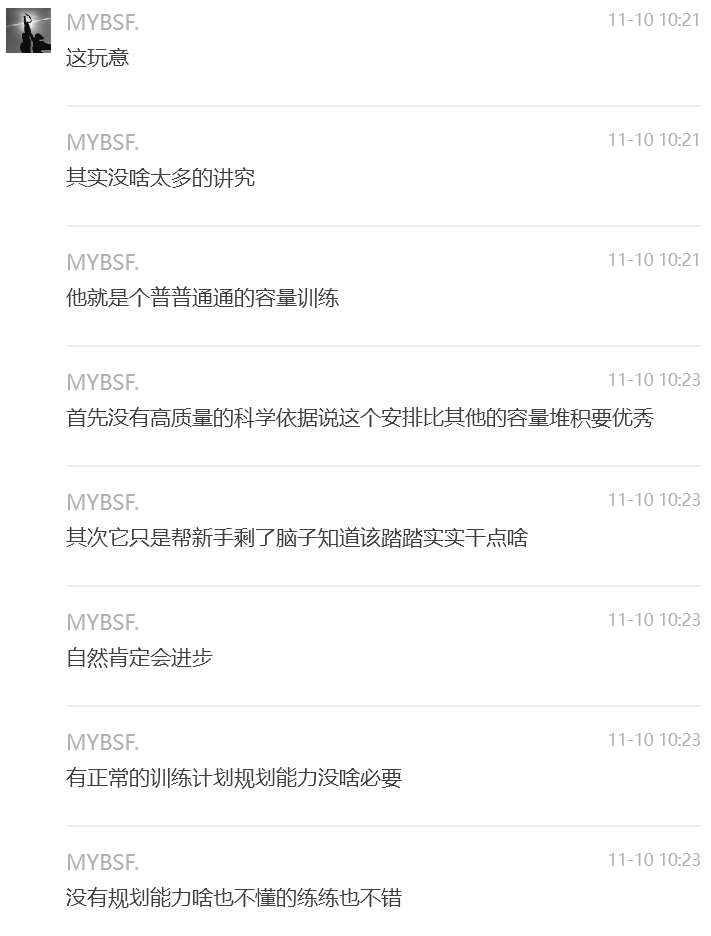 MYBSF. 11-10 10:21
这玩意
MYBSF. 11-10 10:21
其实没啥太多的讲究
MYBSF. 11-10 10:21
他就是个普普通通的容量训练
MYBSF. 11-10 10:23
首先没有高质量的科学依据说这个安排比其他的容量堆积要优秀
MYBSF. 11-10 10:23
其次它只是帮新手剩了脑子知道该踏踏实实干点啥
MYBSF. 11-10 10:23
自然肯定会进步
MYBSF. 11-10 10:23
有正常的训练计划规划能力没啥必要
MYBSF. 11-10 10:23
没有规划能力啥也不懂的练练也不错